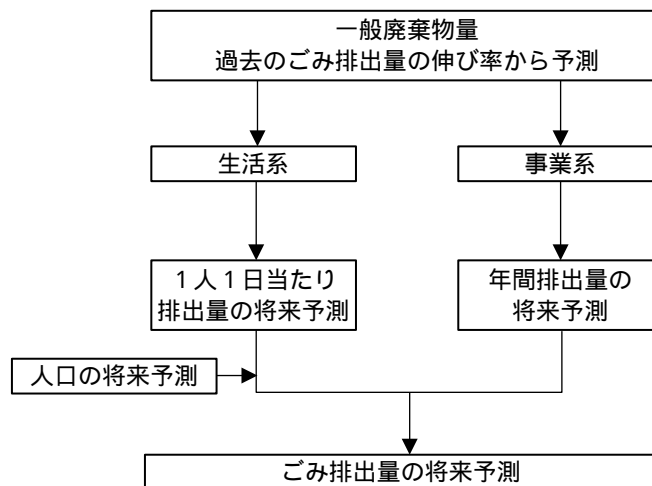 一般廃棄物量
過去のごみ排出量の伸び率から予測
生活系
事業系
１人１日当たり
排出量の将来予測
年間排出量の
将来予測
人口の将来予測
ごみ排出量の将来予測